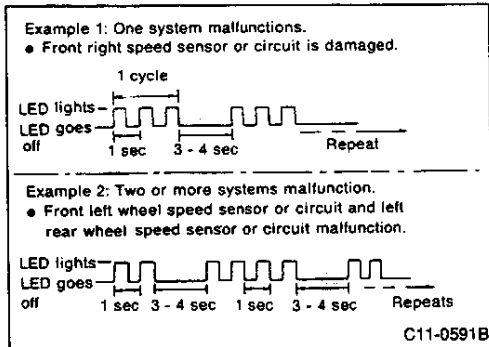 Example 1: One system malfunctions.
● Front right speed sensor or circuit is damaged.
1 cycle
LED lights
LED goes
off
1 sec
3 - 4 sec
Repeat
Example 2: Two or more systems malfunction.
● Front left wheel speed sensor or circuit and left
rear wheel speed sensor or circuit malfunction.
LED lights
LED goes
off
1 sec 3 - 4 sec 1 sec 3 - 4 sec Repeats
C11-0591B